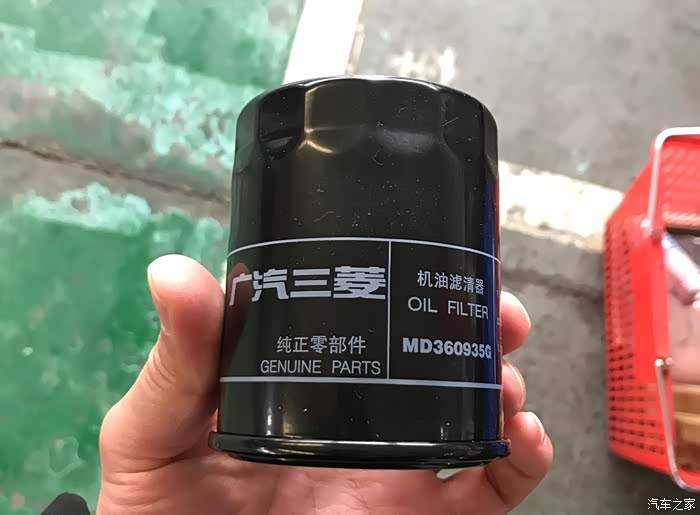 广汽三菱
纯正零部件
GENUINE PARTS
机油滤清器
OIL FILTER
MD360935G
汽车之家